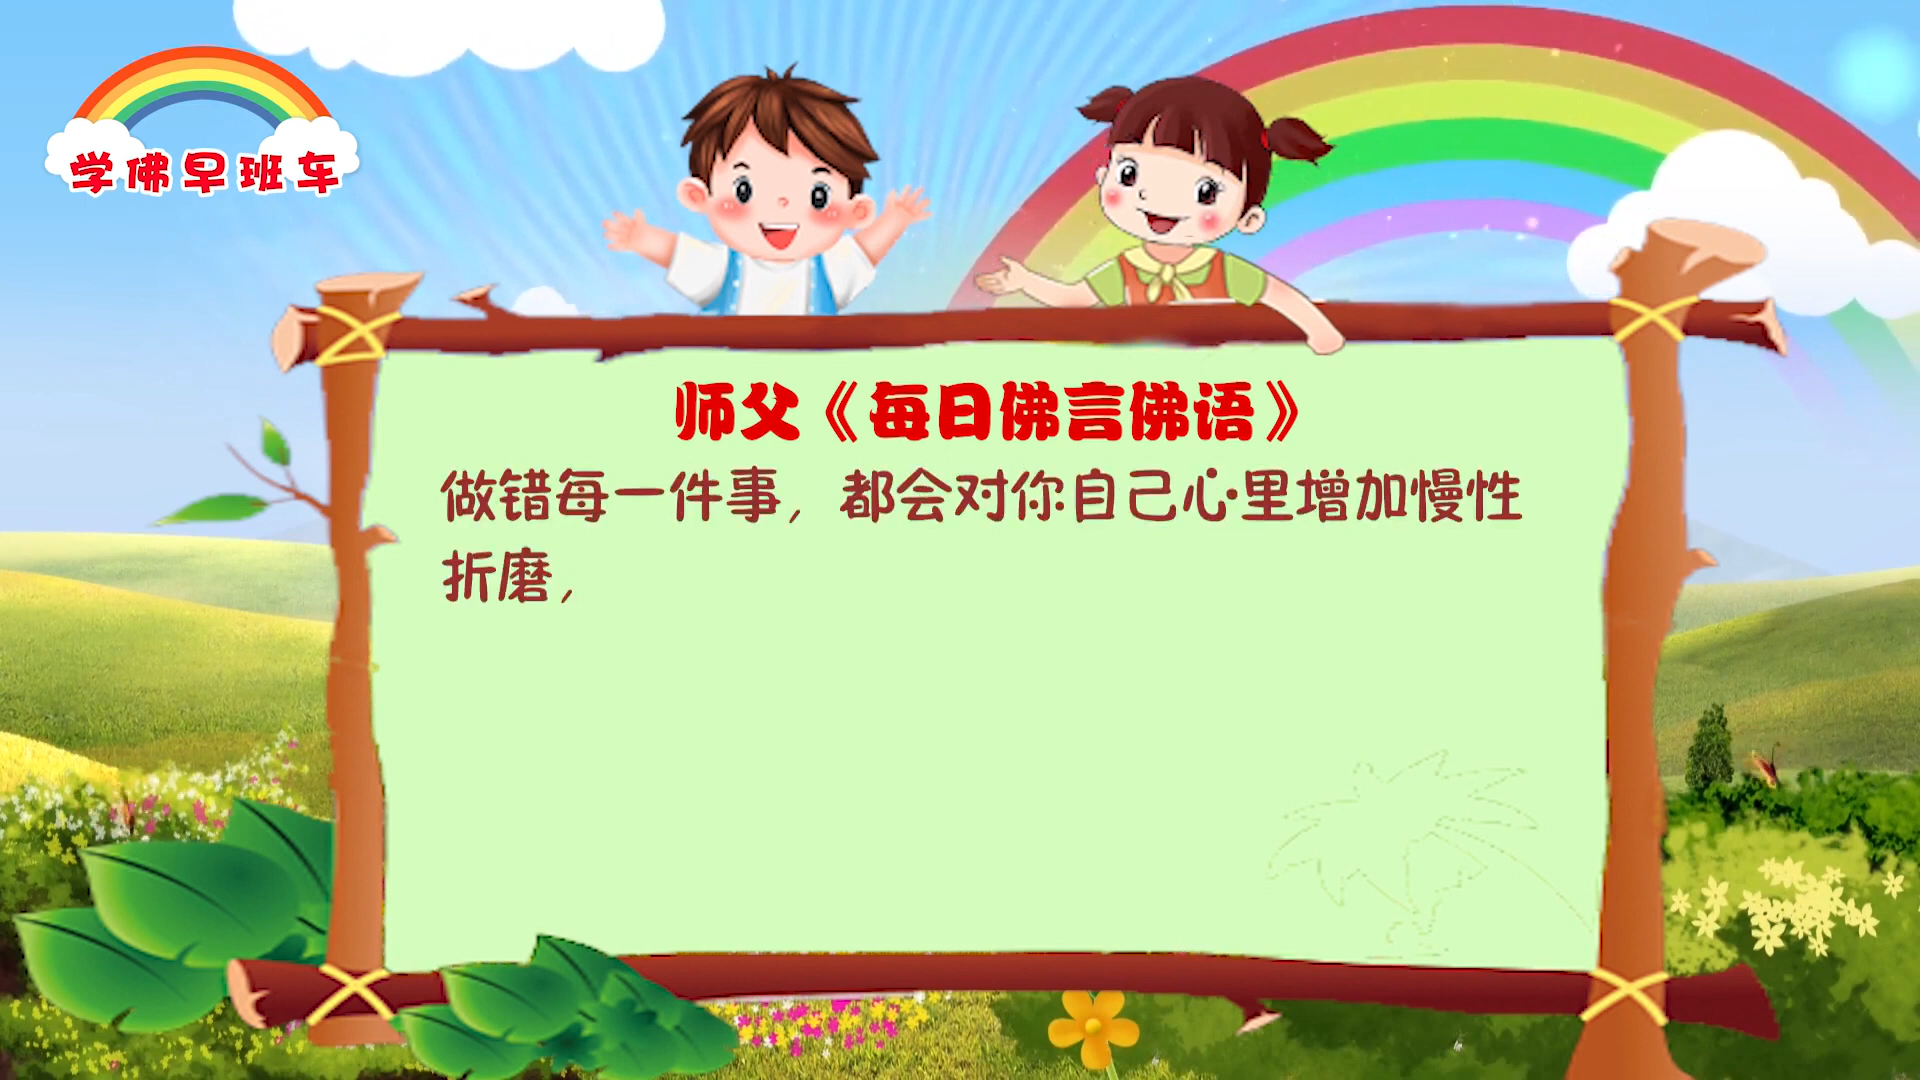 学佛早班车
师父《每日佛言佛语》
做错每一件事，都会对你自己心里增加慢性
折磨，